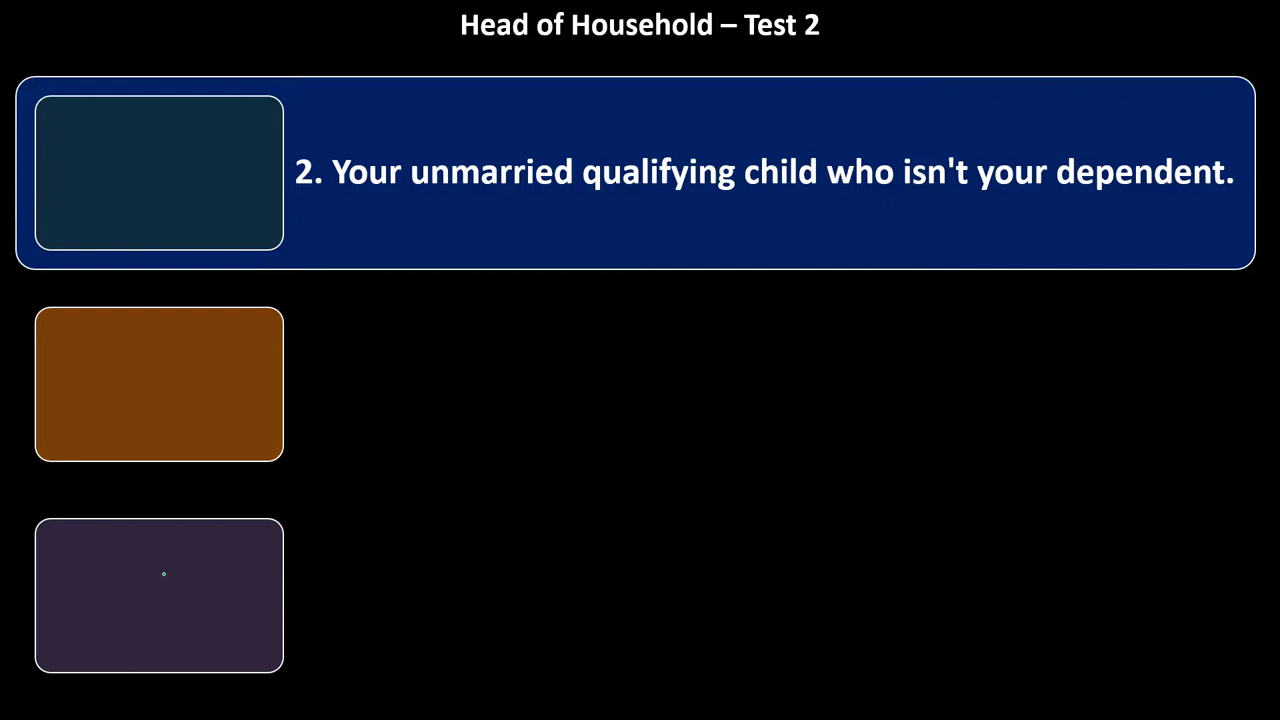 Head of Household – Test 2
2. Your unmarried qualifying child who isn't your dependent.